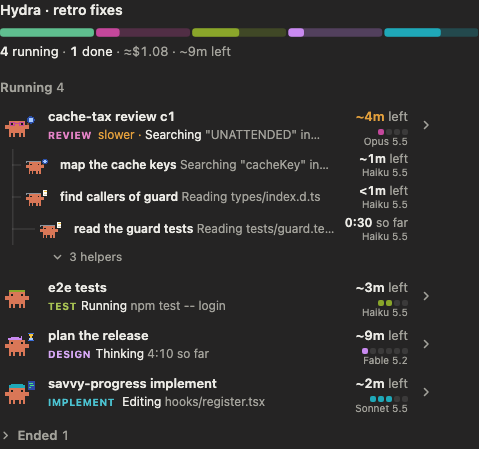 Hydra · retro fixes
4 running · 1 done · ≈$1.08 · ~9m left
Running 4
cache-tax review c1
~4m left
REVIEW slower · Searching "UNATTENDED" in...
Opus 5.5
map the cache keys Searching "cacheKey" in...
~1m left
Haiku 5.5
find callers of guard Reading types/index.d.ts
<1m left
Haiku 5.5
read the guard tests Reading tests/guard.te...
0:30 so far
Haiku 5.5
3 helpers
e2e tests
~3m left
TEST Running npm test -- login
Haiku 5.5
plan the release
~9m left
DESIGN Thinking 4:10 so far
Fable 5.2
savvy-progress implement
~2m left
IMPLEMENT Editing hooks/register.tsx
Sonnet 5.5
Ended 1